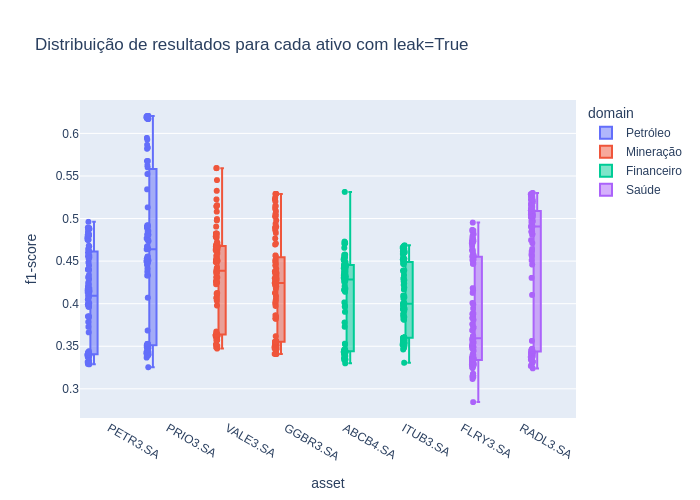 Distribuição de resultados para cada ativo com leak=True
domain
Petróleo
Mineração
Financeiro
Saúde
f1-score
0.6
0.55
0.5
0.45
0.4
0.35
0.3
PETR3.SA
PRIO3.SA
VALE3.SA
GGBR3.SA
ABCB4.SA
ITUB3.SA
FLRY3.SA
RADL3.SA
asset